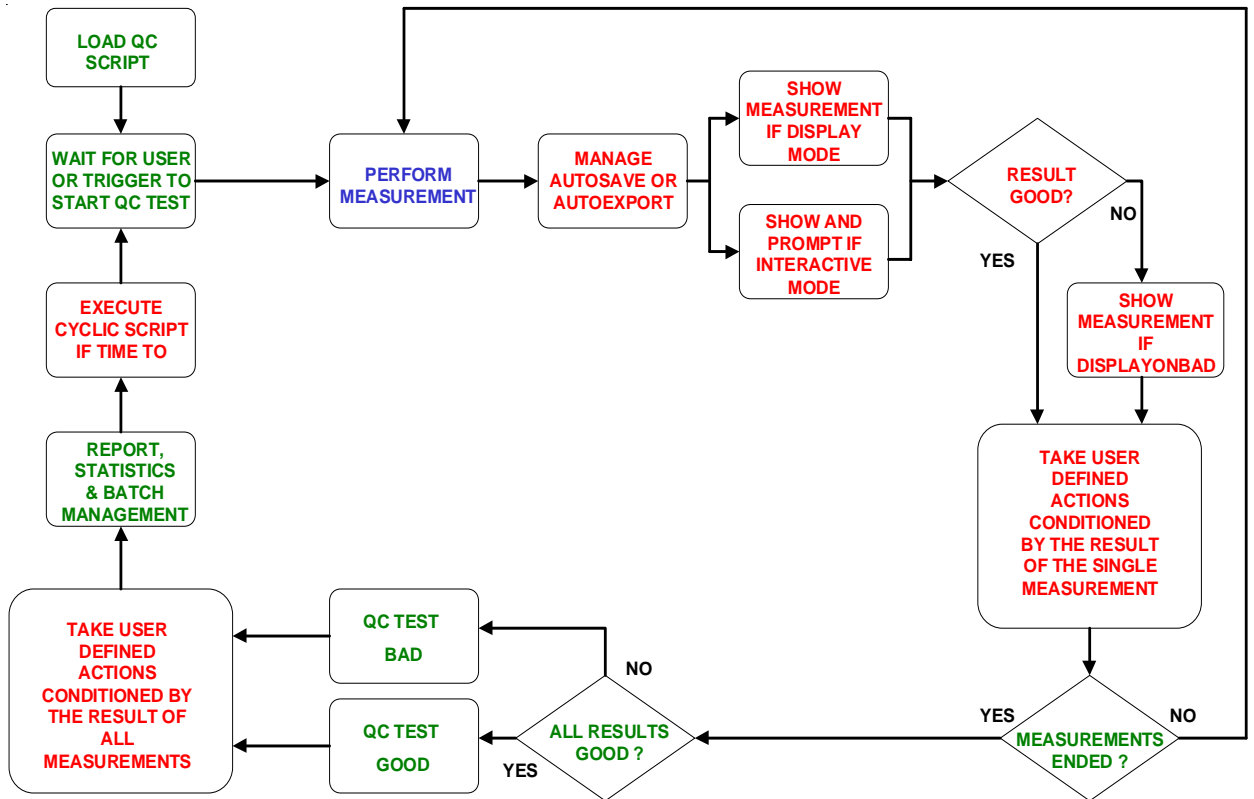 LOAD QC
SCRIPT
WAIT FOR USER
OR TRIGGER TO
START QC TEST
PERFORM
MEASUREMENT
MANAGE
AUTOSAVE OR
AUTOEXPORT
SHOW
MEASUREMENT
IF DISPLAY
MODE
SHOW AND
PROMPT IF
INTERACTIVE
MODE
RESULT
GOOD?
NO
YES
SHOW
MEASUREMENT
IF
DISPLAYONBAD
EXECUTE
CYCLIC SCRIPT
IF TIME TO
REPORT,
STATISTICS
& BATCH
MANAGEMENT
TAKE USER
DEFINED
ACTIONS
CONDITIONED
BY THE RESULT
OF THE SINGLE
MEASUREMENT
TAKE USER
DEFINED
ACTIONS
CONDITIONED BY
THE RESULT OF
ALL
MEASUREMENTS
QC TEST
BAD
QC TEST
GOOD
NO
ALL RESULTS
GOOD ?
YES
YES
NO
MEASUREMENTS
ENDED ?